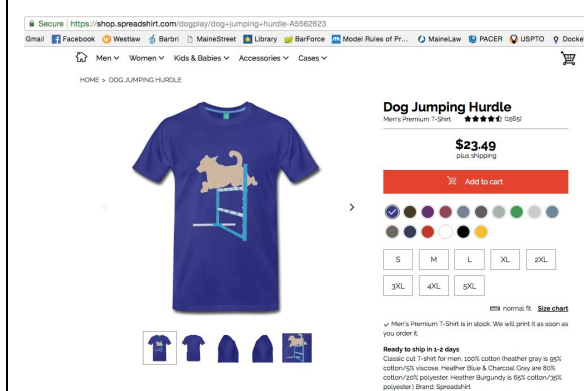 Secure https://shop.spreadshirt.com/dogplay/dog+jumping+hurdle-A5562623
Gmail Facebook Westlaw Barbri MaineStreet Library BarForce Model Rules of Pr... MaineLaw PACER USPTO Docke
Men Women Kids & Babies Accessories Cases
HOME > DOG JUMPING HURDLE
Dog Jumping Hurdle
Men's Premium T-Shirt (1565)
$23.49
plus shipping
Add to cart
S M L XL 2XL
3XL 4XL 5XL
normal fit Size chart
✓ Men's Premium T-Shirt is in stock. We will print it as soon as
you order it.
Ready to ship in 1-2 days
Classic cut T-shirt for men. 100% cotton (heather gray is 95%
cotton/5% viscose. Heather Blue & Charcoal Gray are 80%
cotton/20% polyester. Heather Burgundy is 65% cotton/35%
polyester.) Brand: Spreadshirt